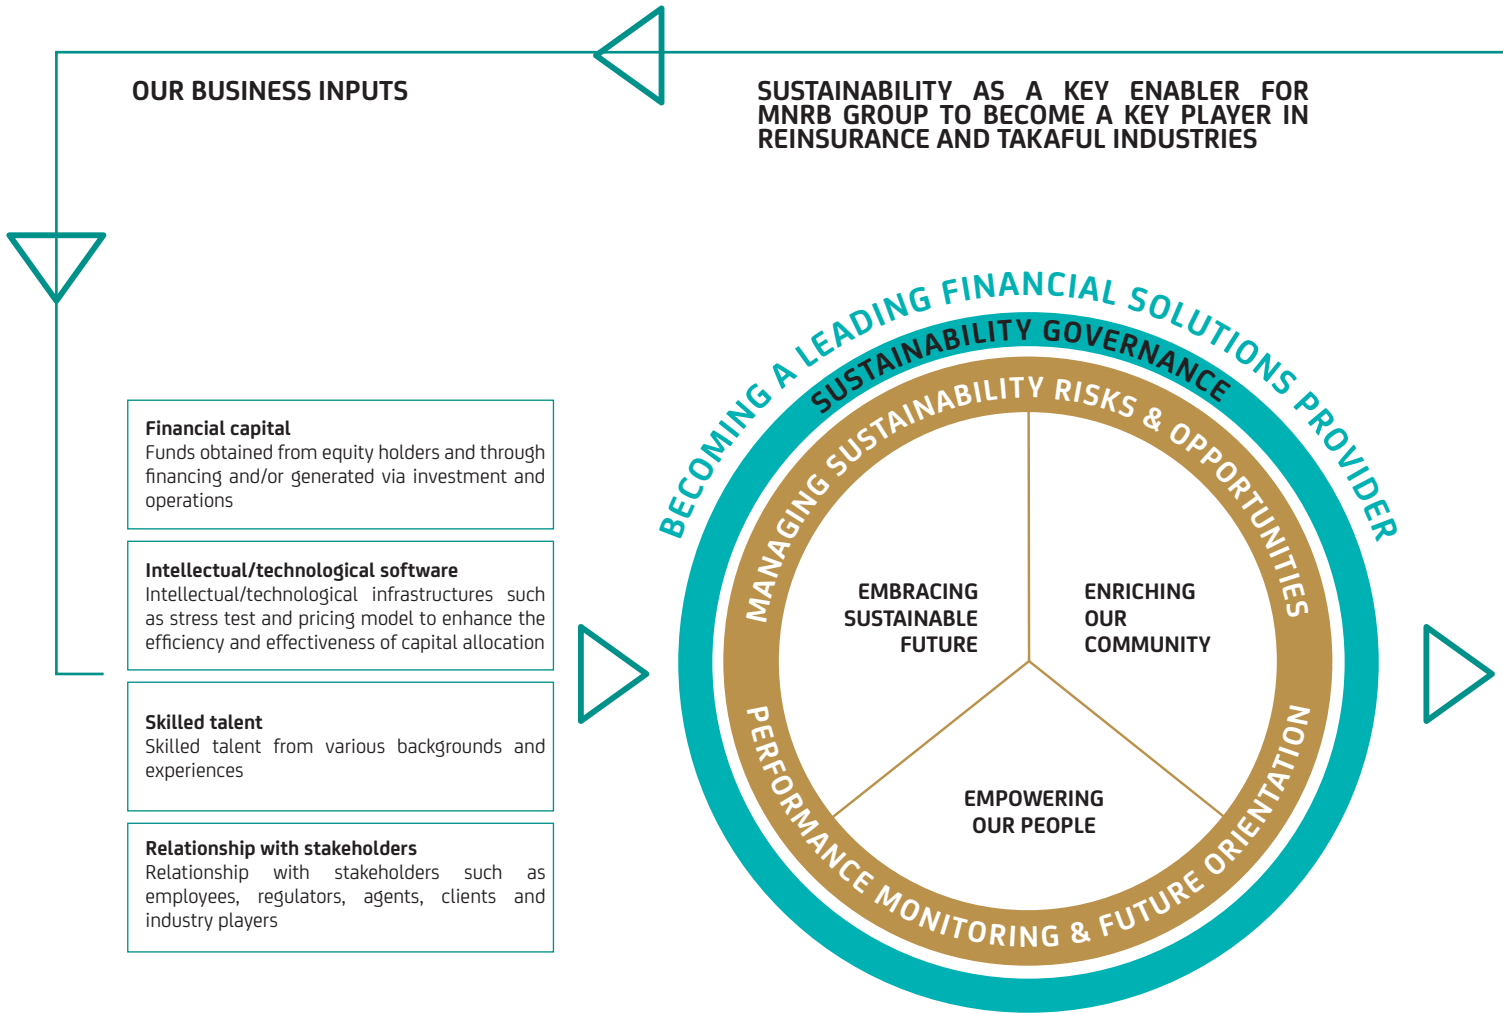 OUR BUSINESS INPUTS
SUSTAINABILITY AS A KEY ENABLER FOR
MNRB GROUP TO BECOME A KEY PLAYER IN
REINSURANCE AND TAKAFUL INDUSTRIES
Financial capital
Funds obtained from equity holders and through
financing and/or generated via investment and
operations
Intellectual/technological software
Intellectual/technological infrastructures such
as stress test and pricing model to enhance the
efficiency and effectiveness of capital allocation
Skilled talent
Skilled talent from various backgrounds and
experiences
Relationship with stakeholders
Relationship with stakeholders such as
employees, regulators, agents, clients and
industry players
BECOMING A LEADING FINANCIAL SOLUTIONS PROVIDER
SUSTAINABILITY GOVERNANCE
MANAGING SUSTAINABILITY RISKS & OPPORTUNITIES
EMBRACING
SUSTAINABLE
FUTURE
ENRICHING
OUR
COMMUNITY
EMPOWERING
OUR PEOPLE
PERFORMANCE MONITORING & FUTURE ORIENTATION